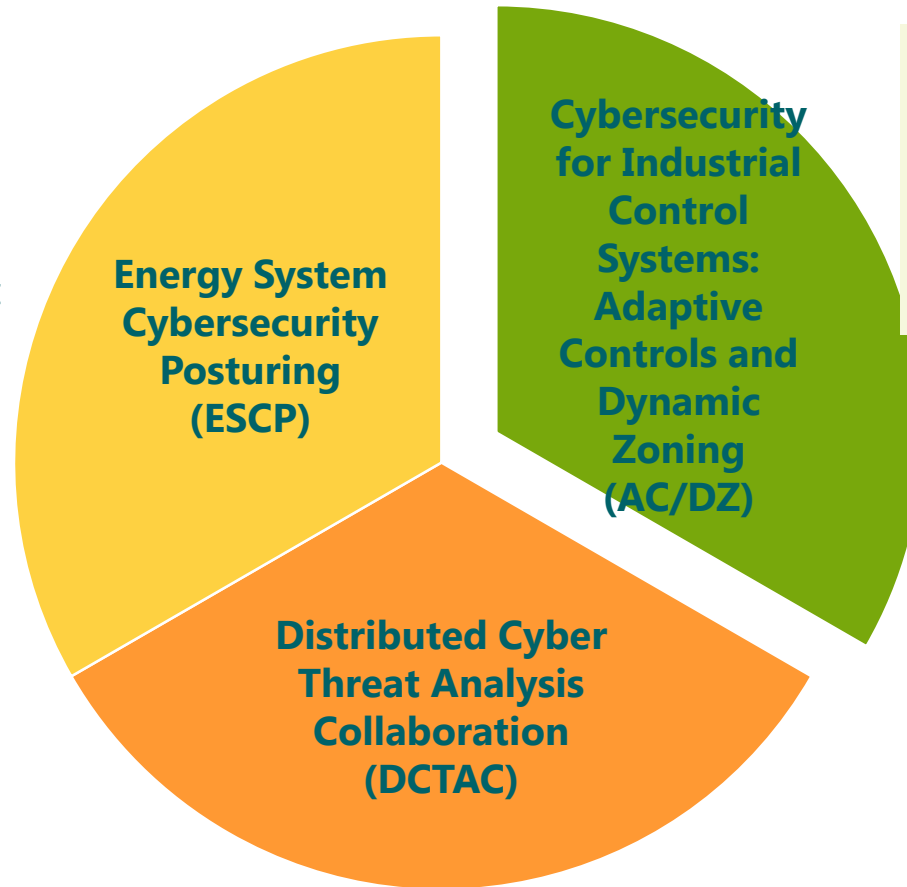 Energy System
Cybersecurity
Posturing
(ESCP)
Cybersecurity
for Industrial
Control
Systems:
Adaptive
Controls and
Dynamic
Zoning
(AC/DZ)
Distributed Cyber
Threat Analysis
Collaboration
(DCTAC)